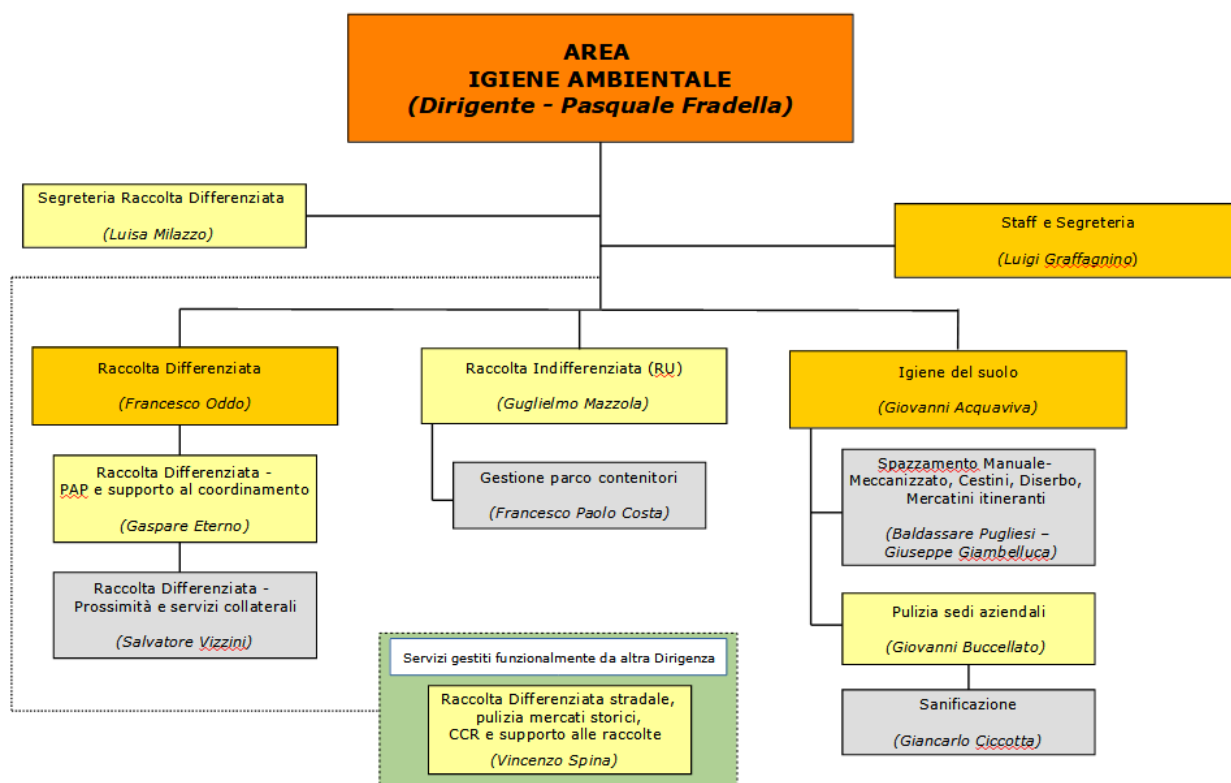 AREA
IGIENE AMBIENTALE
(Dirigente - Pasquale Fradella)
Segreteria Raccolta Differenziata
(Luisa Milazzo)
Staff e Segreteria
(Luigi Graffagnino)
Raccolta Differenziata
(Francesco Oddo)
Raccolta Indifferenziata (RU)
(Guglielmo Mazzola)
Igiene del suolo
(Giovanni Acquaviva)
Raccolta Differenziata -
PAP e supporto al coordinamento
(Gaspare Eterno)
Gestione parco contenitori
(Francesco Paolo Costa)
Spazzamento Manuale-
Meccanizzato, Cestini, Diserbo,
Mercatini itineranti
(Baldassare Pugliesi –
Giuseppe Giambelluca)
Raccolta Differenziata -
Prossimità e servizi collaterali
(Salvatore Vizzini)
Pulizia sedi aziendali
(Giovanni Buccellato)
Servizi gestiti funzionalmente da altra Dirigenza
Raccolta Differenziata stradale,
pulizia mercati storici,
CCR e supporto alle raccolte
(Vincenzo Spina)
Sanificazione
(Giancarlo Ciccotta)